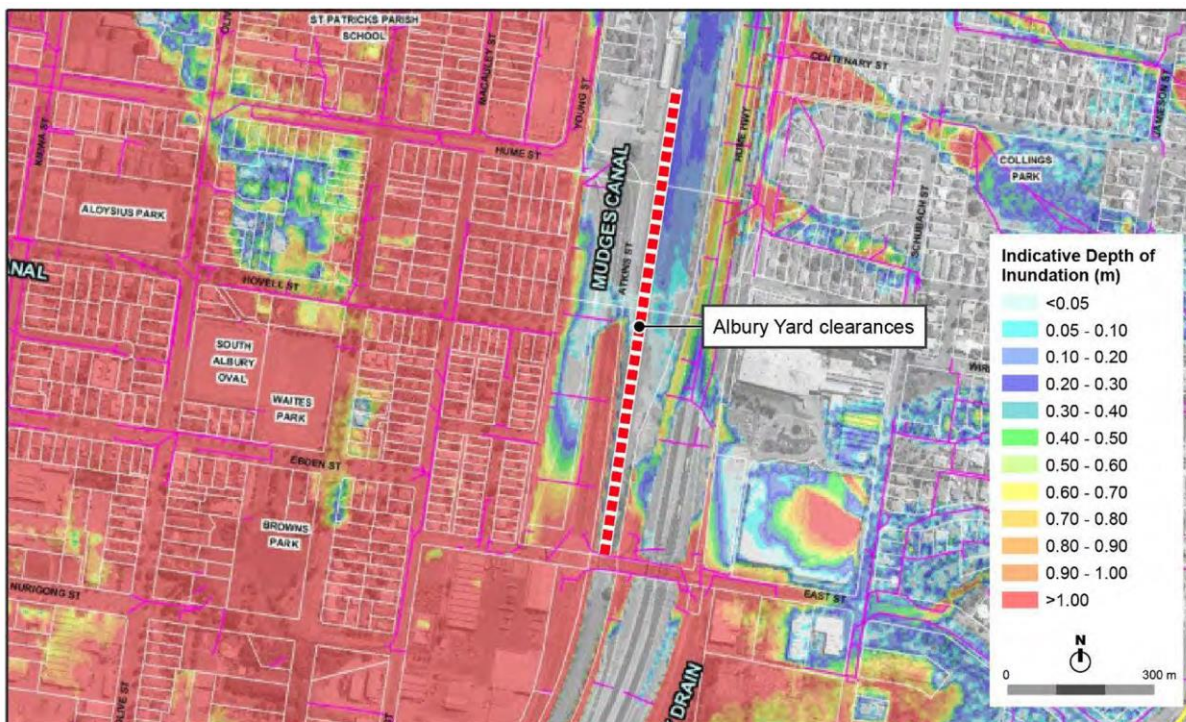 ST PATRICKS PARISH
SCHOOL
MACAULEY ST
YOUNG ST
HUME ST
KIEWA ST
ALOYSIUS PARK
HOVELL ST
ANAL
SOUTH
ALBURY
OVAL
WAITES
PARK
EBDEN ST
BROWNS
PARK
NURIGONG ST
OLIVE ST
MUDGES CANAL
ATKINS ST
HUME HWY
CENTENARY ST
COLLINGS
PARK
JAMIESON ST
SCHUBACH ST
EAST ST
DRAIN
Albury Yard clearances
Indicative Depth of
Inundation (m)
<0.05
0.05 - 0.10
0.10 - 0.20
0.20 - 0.30
0.30 - 0.40
0.40 - 0.50
0.50 - 0.60
0.60 - 0.70
0.70 - 0.80
0.80 - 0.90
0.90 - 1.00
>1.00
N
0 300 m